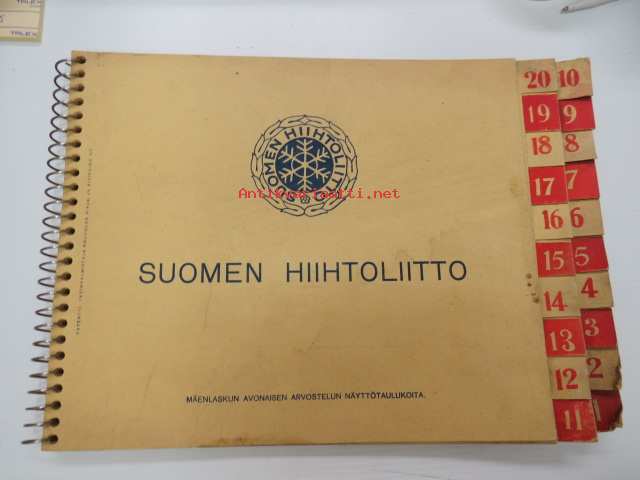 SUOMEN HIIHTOLIITTO
Antikvariaatti.net
SUOMEN HIIHTOLIITTO
MÄENLASKUN AVONAISEN ARVOSTELUN NÄYTTÖTAULUKOITA.
20 10
19 9
18 8
17 7
16 6
15 5
14 4
13 3
12 2
11 1